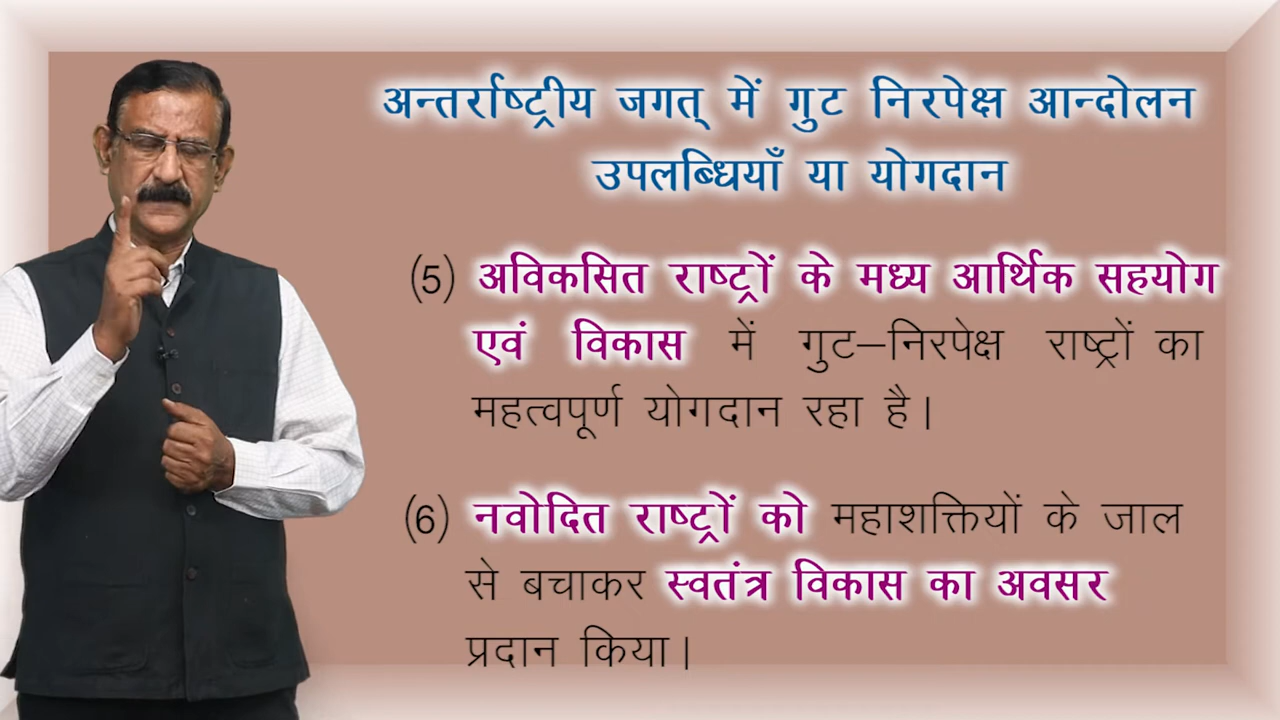 अन्तर्राष्ट्रीय जगत् में गुट निरपेक्ष आन्दोलन
उपलब्धियाँ या योगदान
(5) अविकसित राष्ट्रों के मध्य आर्थिक सहयोग
एवं विकास में गुट–निरपेक्ष राष्ट्रों का
महत्वपूर्ण योगदान रहा है।
(6) नवोदित राष्ट्रों को महाशक्तियों के जाल
से बचाकर स्वतंत्र विकास का अवसर
प्रदान किया।